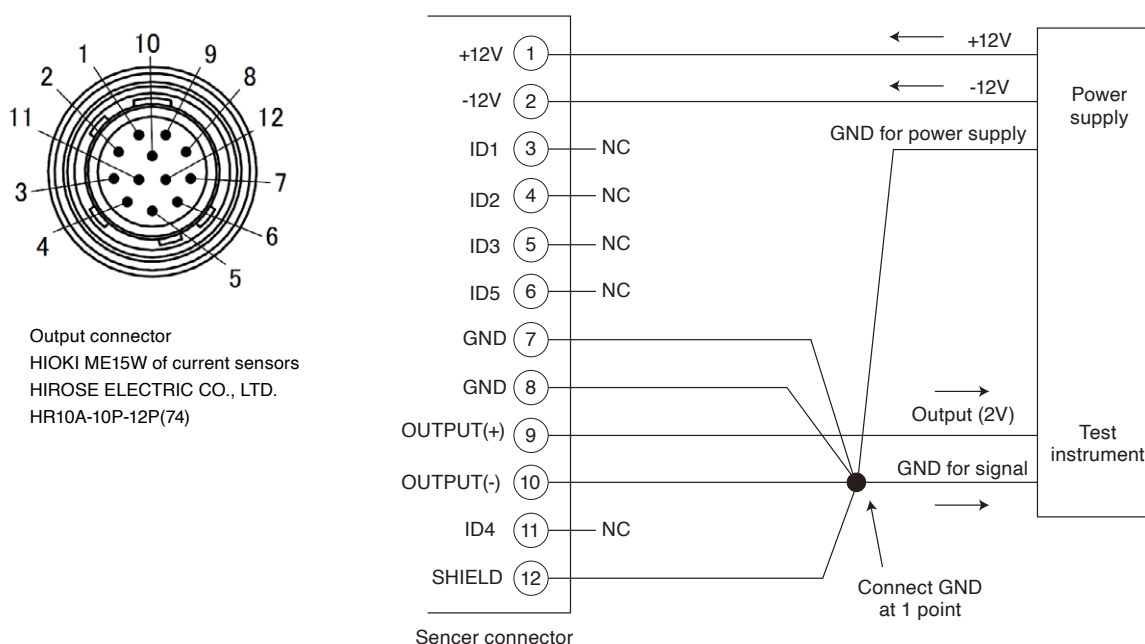 10
1
9
2
8
11
12
3
7
4
6
5
Output connector
HIOKI ME15W of current sensors
HIROSE ELECTRIC CO., LTD.
HR10A-10P-12P(74)
+12V 1 +12V
-12V 2 -12V
Power
supply
GND for power supply
ID1 3 NC
ID2 4 NC
ID3 5 NC
ID5 6 NC
GND 7
GND 8
Output (2V)
OUTPUT(+) 9
Test
instrument
GND for signal
OUTPUT(-) 10
ID4 11 NC
SHIELD 12
Connect GND
at 1 point
Sencer connector